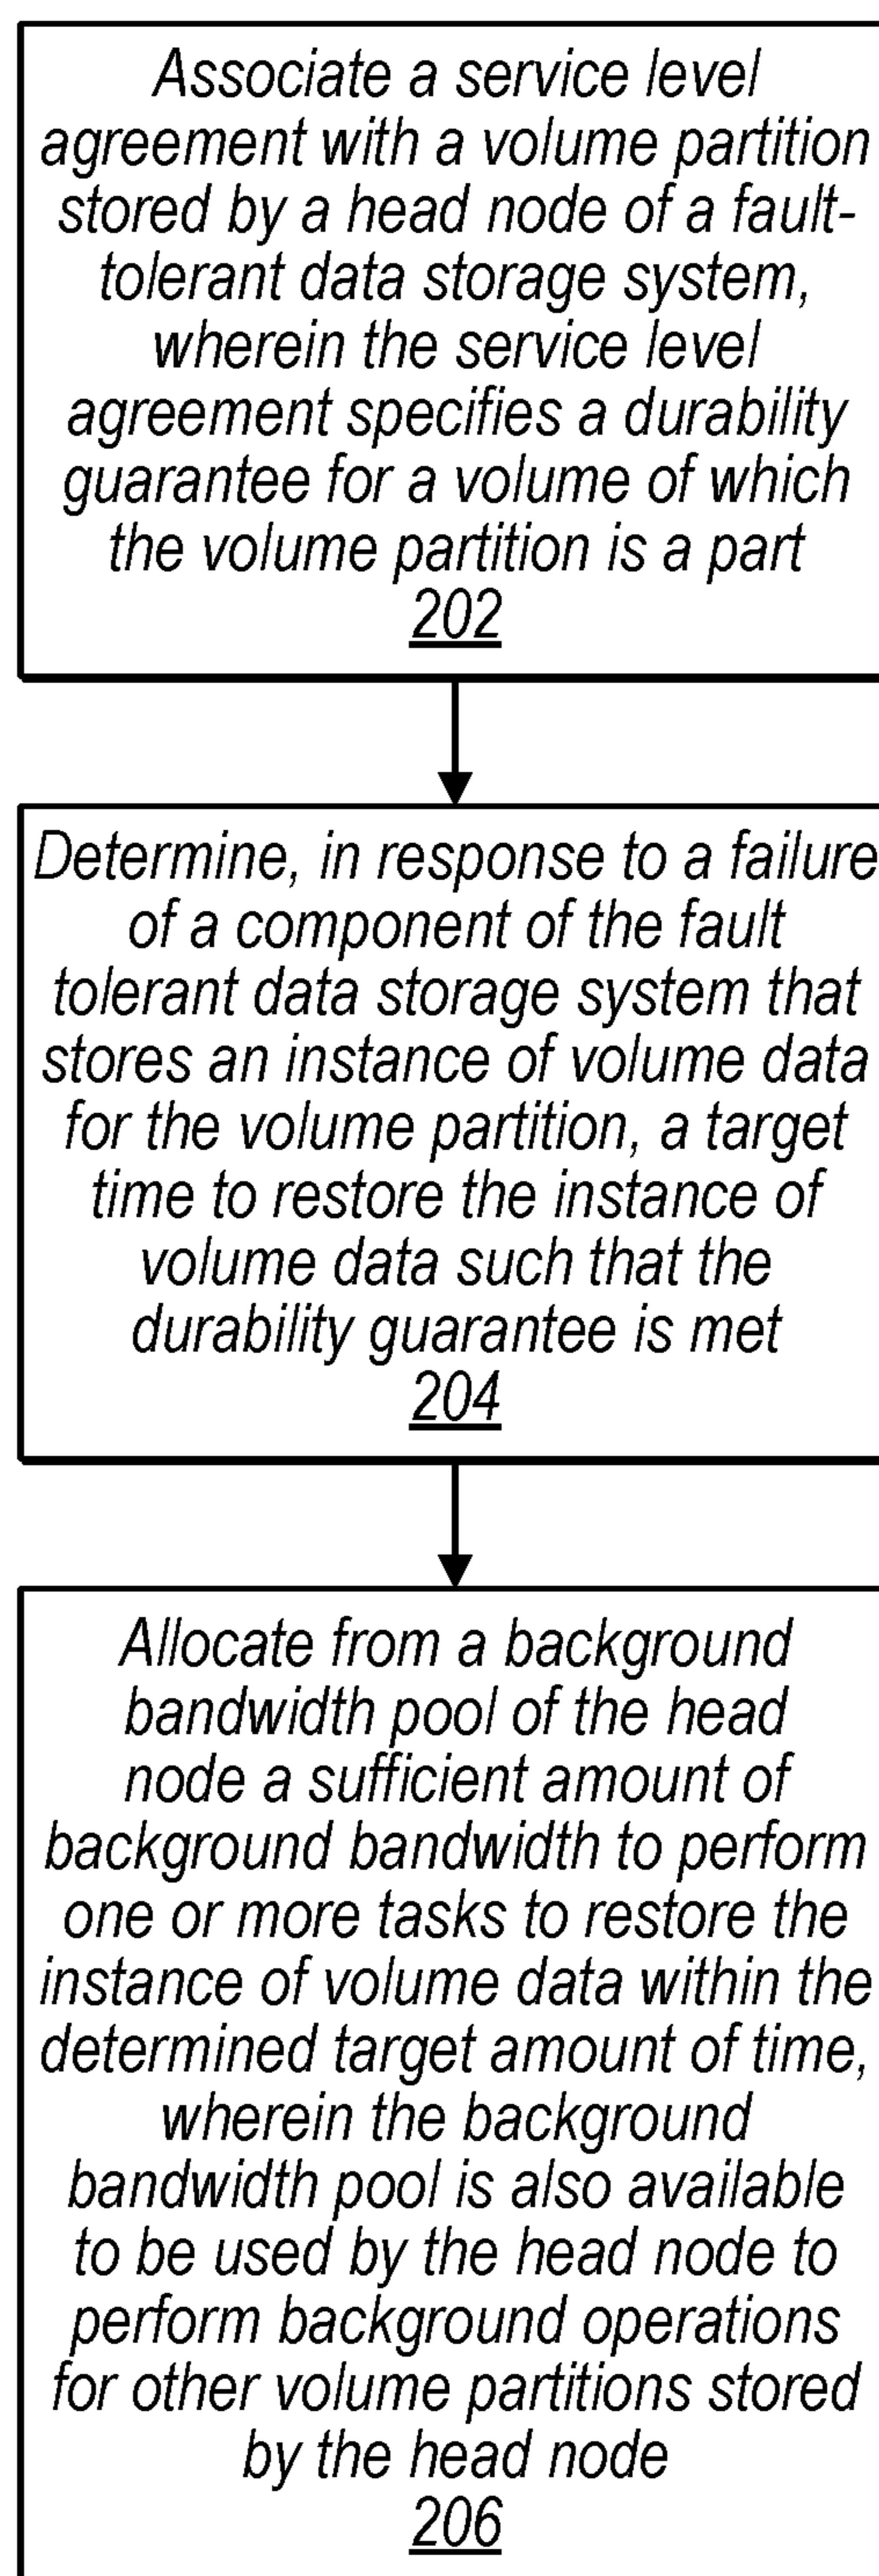 Associate a service level
agreement with a volume partition
stored by a head node of a fault-
tolerant data storage system,
wherein the service level
agreement specifies a durability
guarantee for a volume of which
the volume partition is a part
202
Determine, in response to a failure
of a component of the fault
tolerant data storage system that
stores an instance of volume data
for the volume partition, a target
time to restore the instance of
volume data such that the
durability guarantee is met
204
Allocate from a background
bandwidth pool of the head
node a sufficient amount of
background bandwidth to perform
one or more tasks to restore the
instance of volume data within the
determined target amount of time,
wherein the background
bandwidth pool is also available
to be used by the head node to
perform background operations
for other volume partitions stored
by the head node
206